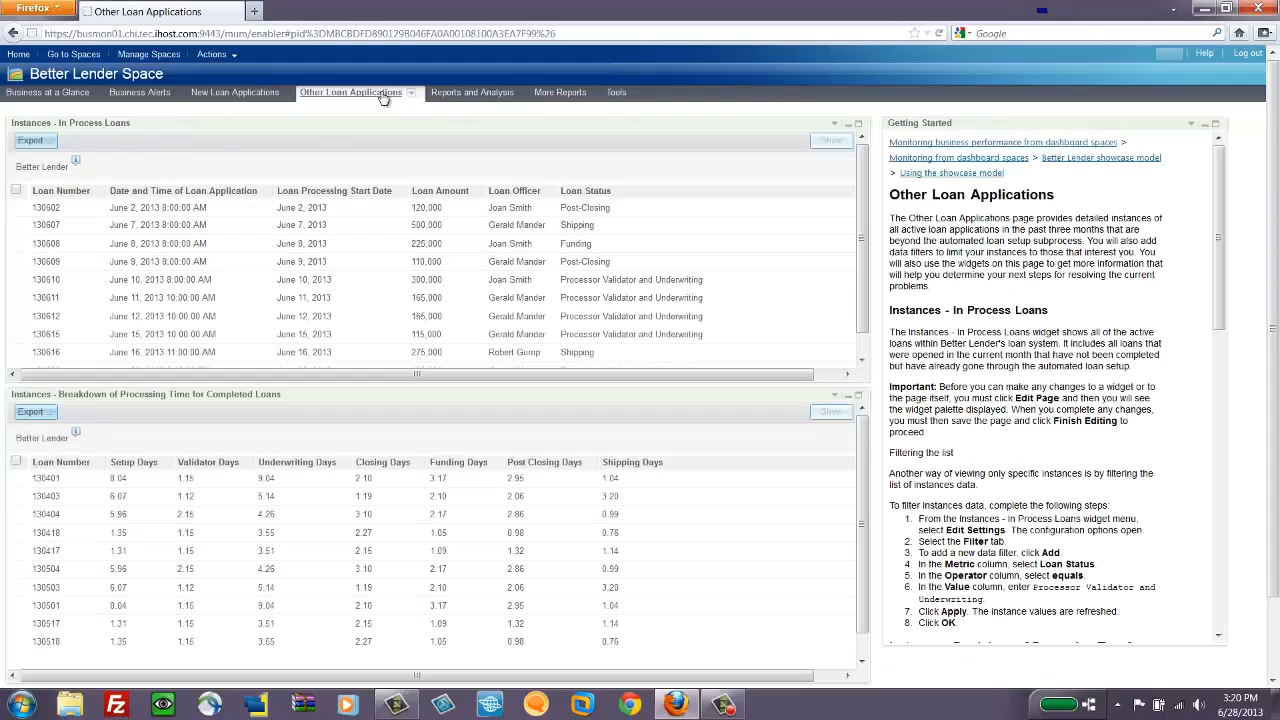 Firefox
Other Loan Applications
https://busmon01.chi.tec.ihost.com:9443/mum/enabler#pid%3DMBCBDFD890129B046FA0A00108100A3EA7F99%26
Google
Home Go to Spaces Manage Spaces Actions Help Log out
Better Lender Space
Business at a Glance Business Alerts New Loan Applications Other Loan Applications Reports and Analysis More Reports Tools
Instances - In Process Loans
Export ...
Show
Better Lender
Loan Number Date and Time of Loan Application Loan Processing Start Date Loan Amount Loan Officer Loan Status
130602 June 2, 2013 8:00:00 AM June 2, 2013 120,000 Joan Smith Post-Closing
130607 June 7, 2013 8:00:00 AM June 7, 2013 500,000 Gerald Mander Shipping
130608 June 8, 2013 8:00:00 AM June 8, 2013 225,000 Joan Smith Funding
130609 June 9, 2013 8:00:00 AM June 9, 2013 110,000 Gerald Mander Post-Closing
130610 June 10, 2013 8:00:00 AM June 10, 2013 300,000 Joan Smith Processor Validator and Underwriting
130611 June 11, 2013 10:00:00 AM June 11, 2013 165,000 Gerald Mander Processor Validator and Underwriting
130612 June 12, 2013 10:00:00 AM June 12, 2013 165,000 Gerald Mander Processor Validator and Underwriting
130615 June 15, 2013 10:00:00 AM June 15, 2013 115,000 Gerald Mander Processor Validator and Underwriting
130616 June 16, 2013 11:00:00 AM June 16, 2013 275,000 Robert Gump Shipping
Instances - Breakdown of Processing Time for Completed Loans
Export ...
Show
Better Lender
Loan Number Setup Days Validator Days Underwriting Days Closing Days Funding Days Post Closing Days Shipping Days
130401 8.04 1.15 9.04 2.10 3.17 2.95 1.04
130403 6.07 1.12 5.14 1.19 2.10 2.06 3.20
130404 5.96 2.15 4.26 3.10 2.17 2.86 0.99
130418 1.35 1.15 3.55 2.27 1.05 0.98 0.76
130417 1.31 1.15 3.51 2.15 1.09 1.32 1.14
130504 5.96 2.15 4.26 3.10 2.17 2.86 0.99
130503 6.07 1.12 5.14 1.19 2.10 2.06 3.20
130501 8.04 1.15 9.04 2.10 3.17 2.95 1.04
130517 1.31 1.15 3.51 2.15 1.09 1.32 1.14
130518 1.35 1.15 3.55 2.27 1.05 0.98 0.76
Getting Started
Monitoring business performance from dashboard spaces >
Monitoring from dashboard spaces > Better Lender showcase model
> Using the showcase model
Other Loan Applications
The Other Loan Applications page provides detailed instances of
all active loan applications in the past three months that are
beyond the automated loan setup subprocess. You will also add
data filters to limit your instances to those that interest you. You
will also use the widgets on this page to get more information that
will help you determine your next steps for resolving the current
problems.
Instances - In Process Loans
The Instances - In Process Loans widget shows all of the active
loans within Better Lender's loan system. It includes all loans that
were opened in the current month that have not been completed
but have already gone through the automated loan setup.
Important: Before you can make any changes to a widget or to
the page itself, you must click Edit Page and then you will see
the widget palette displayed. When you complete any changes,
you must then save the page and click Finish Editing to
proceed.
Filtering the list
Another way of viewing only specific instances is by filtering the
list of instances data.
To filter instances data, complete the following steps:
1. From the Instances - In Process Loans widget menu,
select Edit Settings. The configuration options open.
2. Select the Filter tab.
3. To add a new data filter, click Add.
4. In the Metric column, select Loan Status.
5. In the Operator column, select equals.
6. In the Value column, enter Processor Validator and
Underwriting.
7. Click Apply. The instance values are refreshed.
8. Click OK.
3:20 PM
6/28/2013